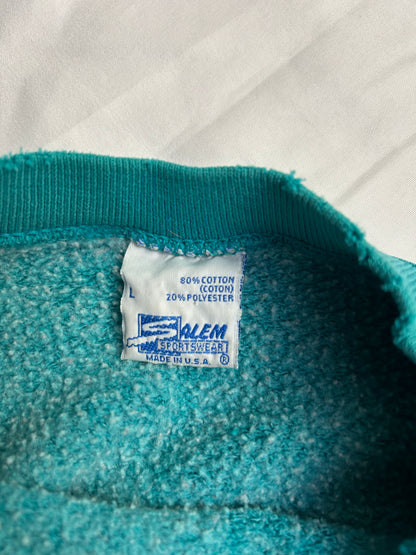 80% COTTON
L
(COTON)
20% POLYESTER
SALEM
SPORTSWEAR
MADE IN U.S.A. ®